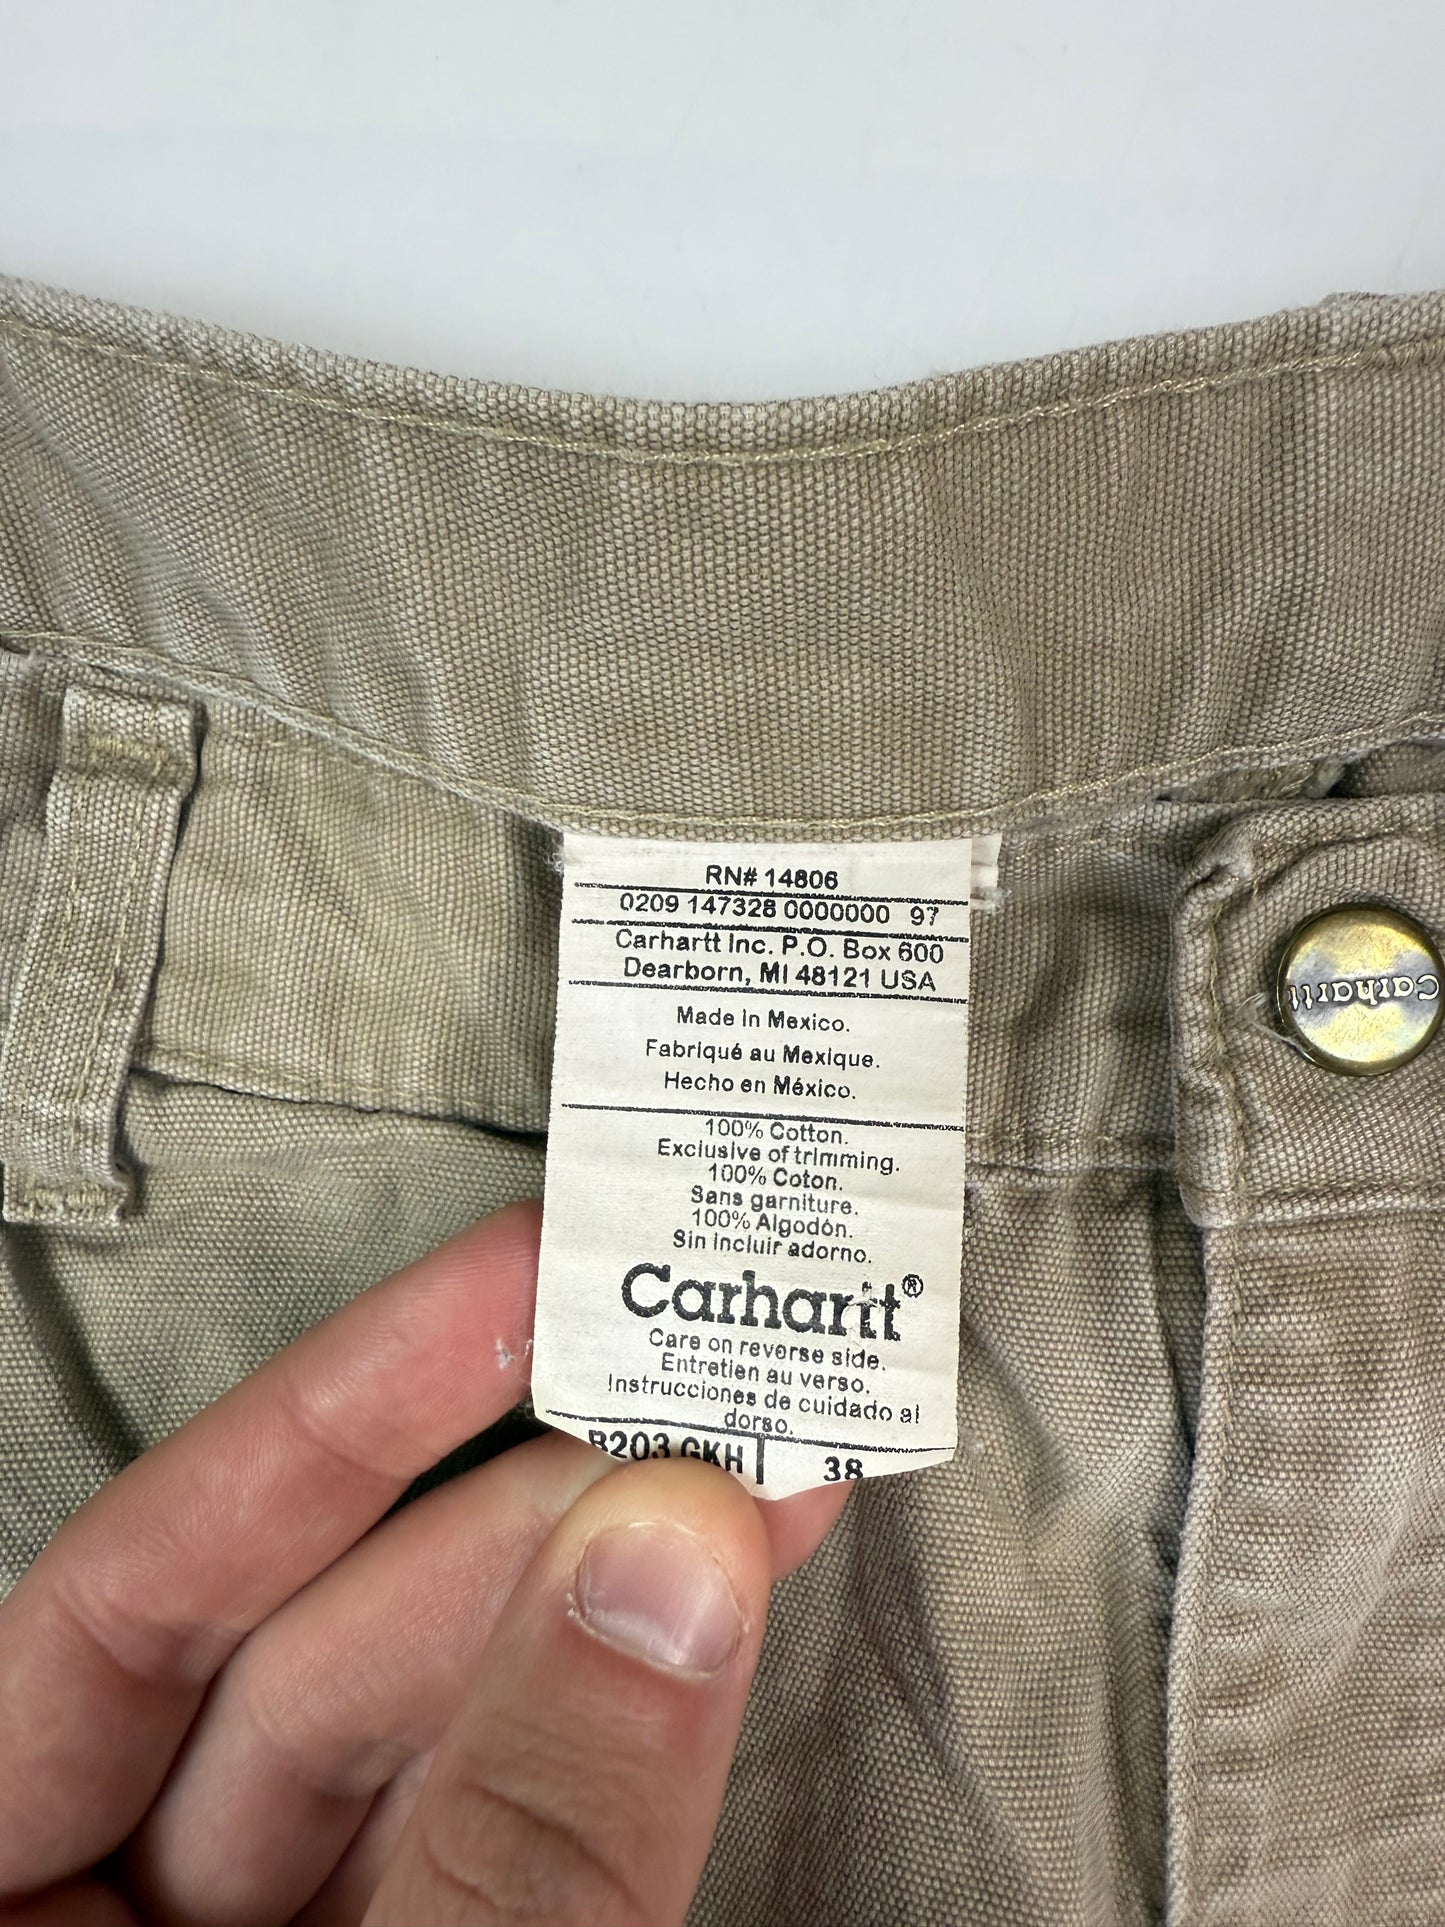 RN# 14806
0209 147328 0000000 97
Carhartt Inc. P.O. Box 600
Dearborn, MI 48121 USA
Made in Mexico.
Fabriqué au Mexique.
Hecho en México.
100% Cotton.
Exclusive of trimming.
100% Coton.
Sans garniture.
100% Algodón.
Sin incluir adorno.
Carhartt®
Care on reverse side.
Entretien au verso.
Instrucciones de cuidado al
dorso.
B203 GKH 38
Carhartt